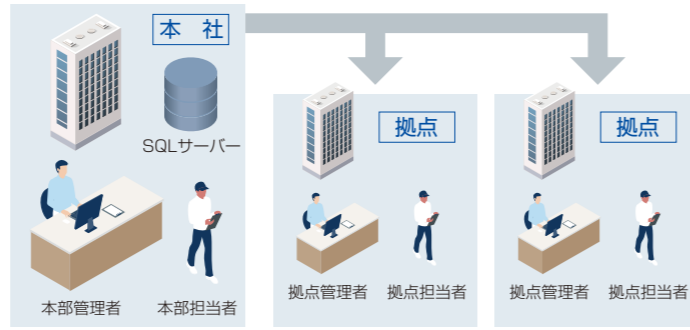 本 社
SQLサーバー
本部管理者
本部担当者
拠点
拠点管理者
拠点担当者
拠点
拠点管理者
拠点担当者